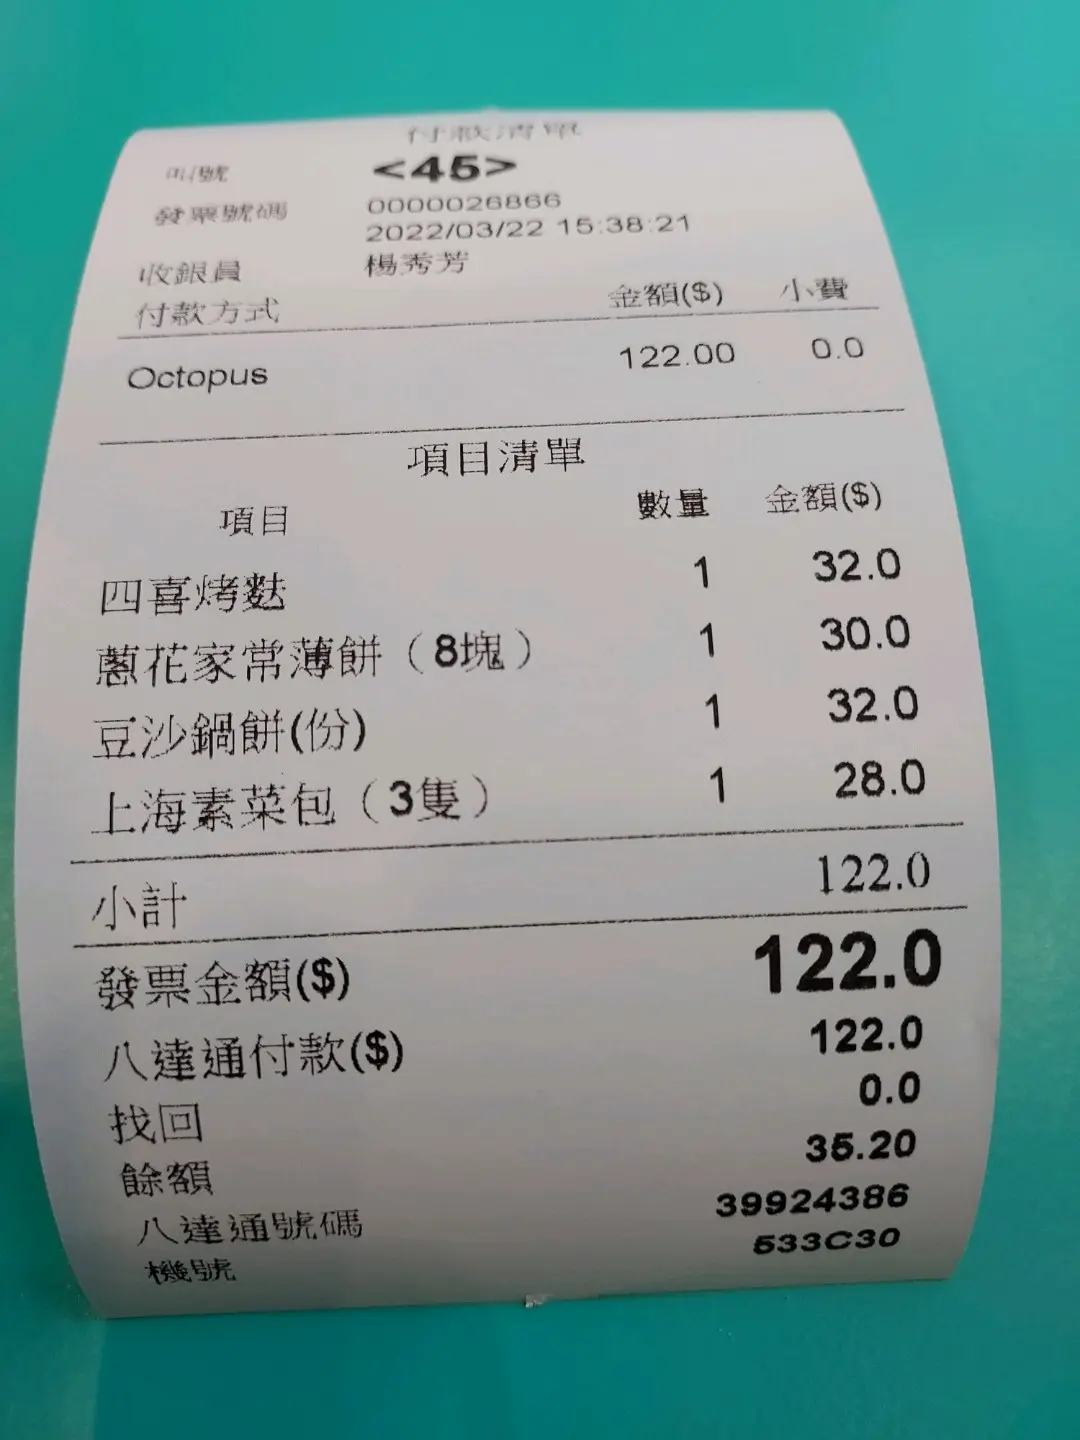 付款清單
叫號 <45>
發票號碼 0000026866
2022/03/22 15:38:21
收銀員 楊秀芳
付款方式 金額($) 小費
Octopus 122.00 0.0
項目清單
項目 數量 金額($)
四喜烤麩 1 32.0
蔥花家常薄餅（8塊） 1 30.0
豆沙鍋餅(份) 1 32.0
上海素菜包（3隻） 1 28.0
小計 122.0
發票金額($) 122.0
八達通付款($) 122.0
找回 0.0
餘額 35.20
八達通號碼 39924386
機號 533C30